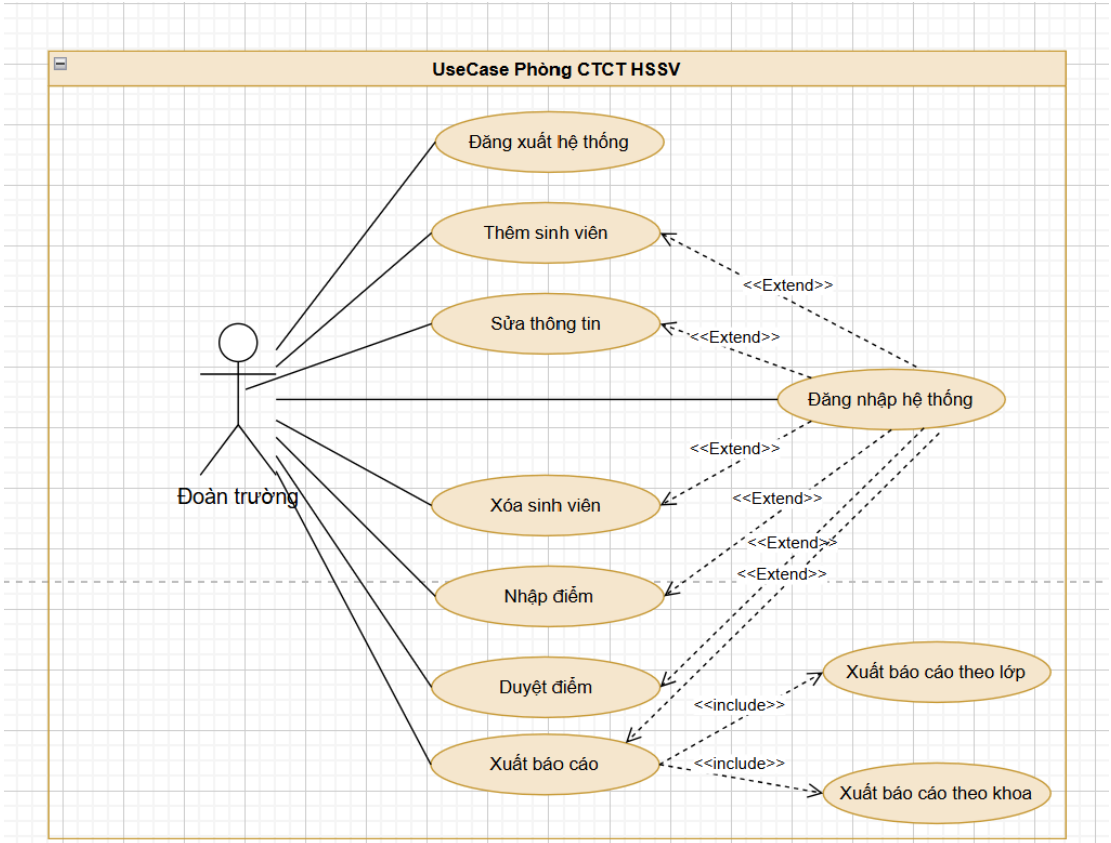 UseCase Phòng CTCT HSSV
Đăng xuất hệ thống
Thêm sinh viên
<<Extend>>
Sửa thông tin
<<Extend>>
Đăng nhập hệ thống
<<Extend>>
Đoàn trường
Xóa sinh viên
<<Extend>>
<<Extend>>
<<Extend>>
Nhập điểm
Duyệt điểm
Xuất báo cáo theo lớp
<<include>>
Xuất báo cáo
<<include>>
Xuất báo cáo theo khoa